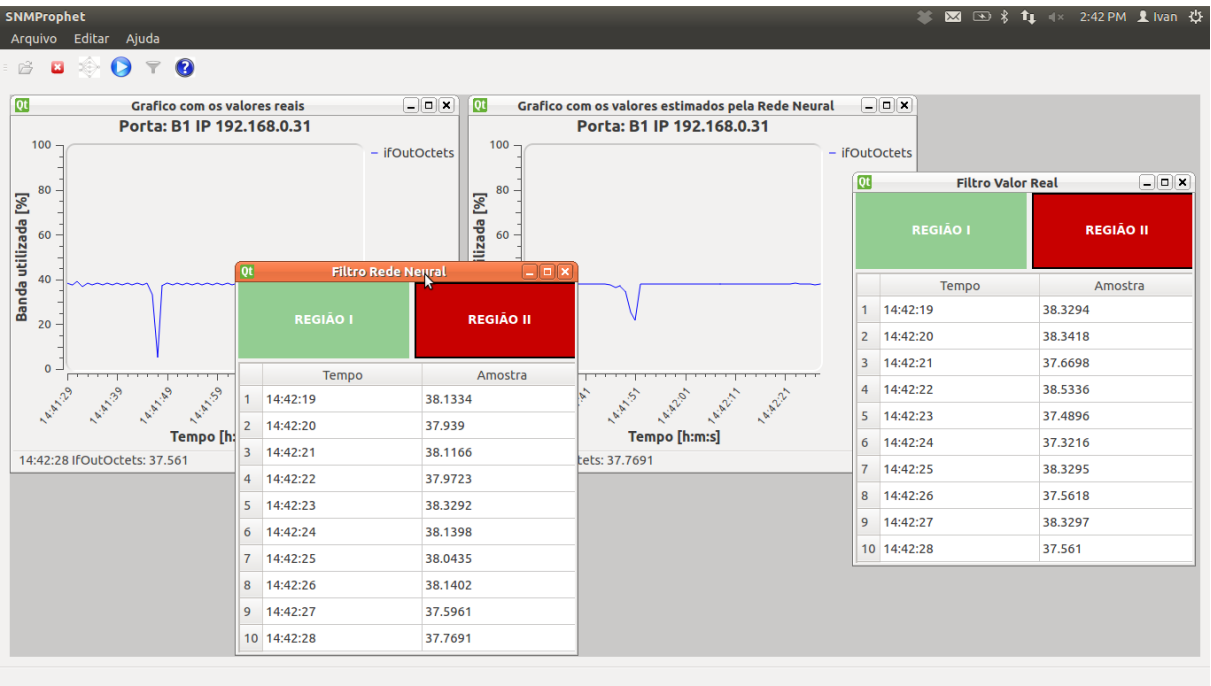 SNMProphet
2:42 PM Ivan
Arquivo Editar Ajuda
Qt Grafico com os valores reais
Porta: B1 IP 192.168.0.31
ifOutOctets
100
80
60
40
20
0
Banda utilizada [%]
14:41:29 14:41:39 14:41:49 14:41:59
14:42:28 IfOutOctets: 37.561
Qt Grafico com os valores estimados pela Rede Neural
Porta: B1 IP 192.168.0.31
ifOutOctets
100
80
60
14:41:51 14:42:01 14:42:11 14:42:21
Tempo [h:m:s]
37.7691
Qt Filtro Rede Neural
REGIÃO I REGIÃO II
Tempo Amostra
1 14:42:19 38.1334
2 14:42:20 37.939
3 14:42:21 38.1166
4 14:42:22 37.9723
5 14:42:23 38.3292
6 14:42:24 38.1398
7 14:42:25 38.0435
8 14:42:26 38.1402
9 14:42:27 37.5961
10 14:42:28 37.7691
Qt Filtro Valor Real
REGIÃO I REGIÃO II
Tempo Amostra
1 14:42:19 38.3294
2 14:42:20 38.3418
3 14:42:21 37.6698
4 14:42:22 38.5336
5 14:42:23 37.4896
6 14:42:24 37.3216
7 14:42:25 38.3295
8 14:42:26 37.5618
9 14:42:27 38.3297
10 14:42:28 37.561